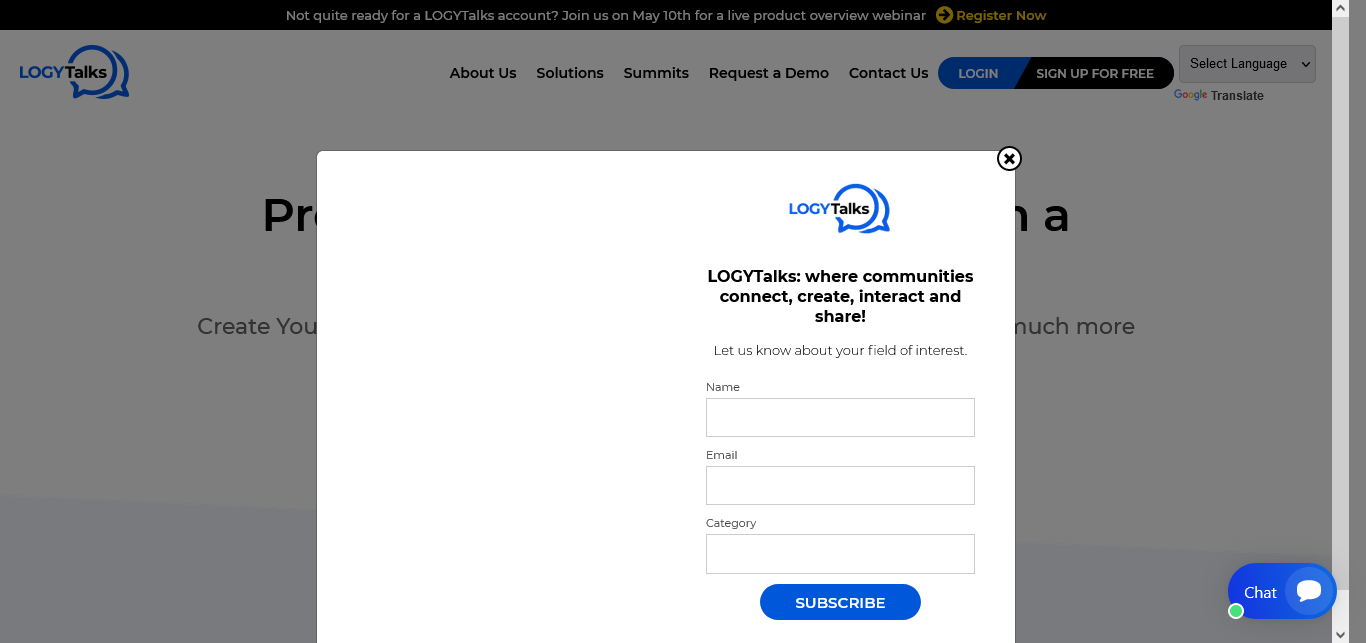 Not quite ready for a LOGYTalks account? Join us on May 10th for a live product overview webinar Register Now
LOGYTalks
About Us Solutions Summits Request a Demo Contact Us LOGIN SIGN UP FOR FREE Select Language
Google Translate
LOGYTalks
a
LOGYTalks: where communities
connect, create, interact and
share!
Create You much more
Let us know about your field of interest.
Name
Email
Category
SUBSCRIBE
Chat